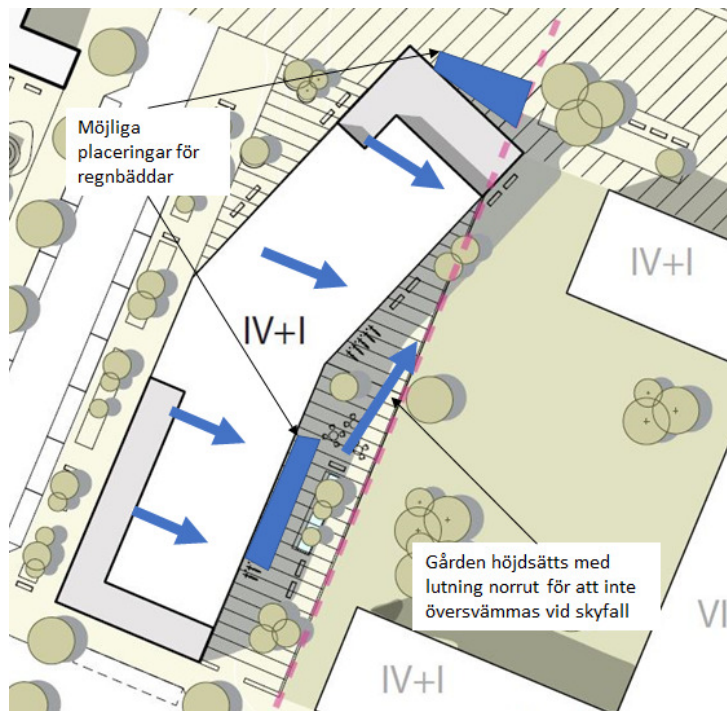 Möjliga
placeringar för
regnbäddar
IV+I
IV+I
Gården höjdsätts med
lutning norrut för att inte
översvämmas vid skyfall
VI
IV+I